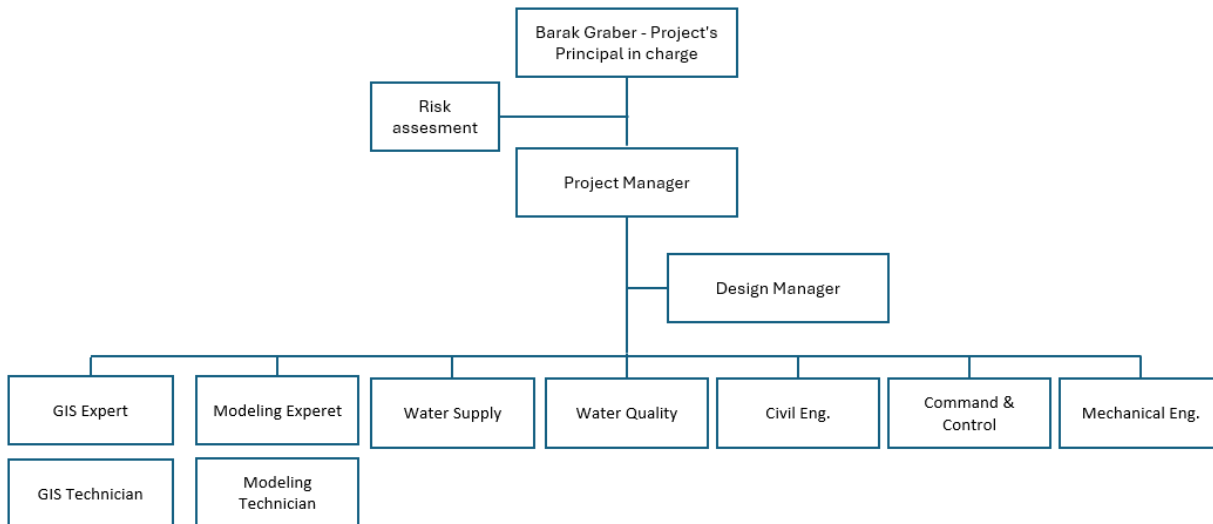 Barak Graber - Project's
Principal in charge
Risk
assesment
Project Manager
Design Manager
GIS Expert
Modeling Experet
Water Supply
Water Quality
Civil Eng.
Command &
Control
Mechanical Eng.
GIS Technician
Modeling
Technician